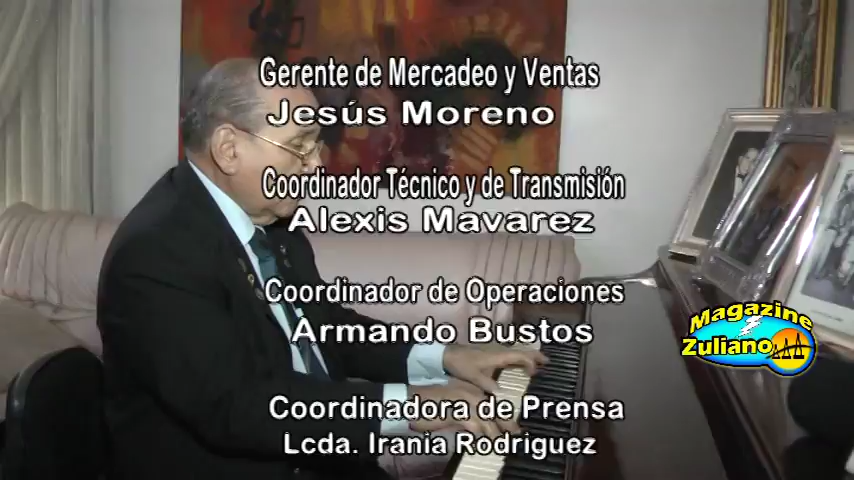 Gerente de Mercadeo y Ventas
Jesús Moreno
Coordinador Técnico y de Transmisión
Alexis Mavarez
Coordinador de Operaciones
Armando Bustos
Magazine
Zuliano
Coordinadora de Prensa
Lcda. Irania Rodriguez